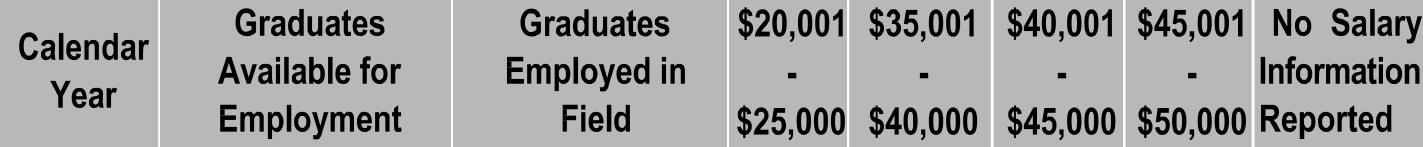 Calendar
Year
Graduates
Available for
Employment
Graduates
Employed in
Field
$20,001
-
$25,000
$35,001
-
$40,000
$40,001
-
$45,000
$45,001
-
$50,000
No Salary
Information
Reported